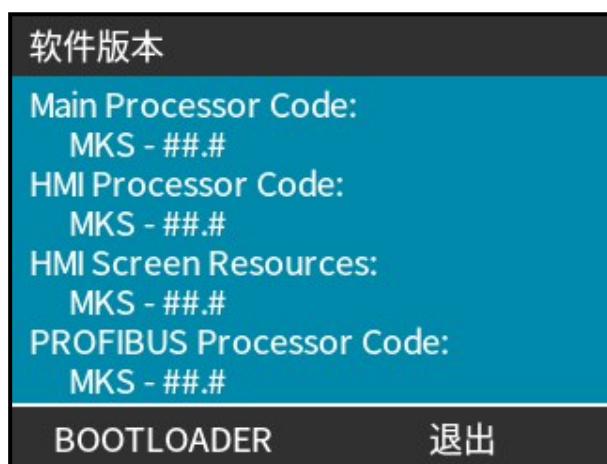 软件版本
Main Processor Code:
MKS - ##.#
HMI Processor Code:
MKS - ##.#
HMI Screen Resources:
MKS - ##.#
PROFIBUS Processor Code:
MKS - ##.#
BOOTLOADER 退出